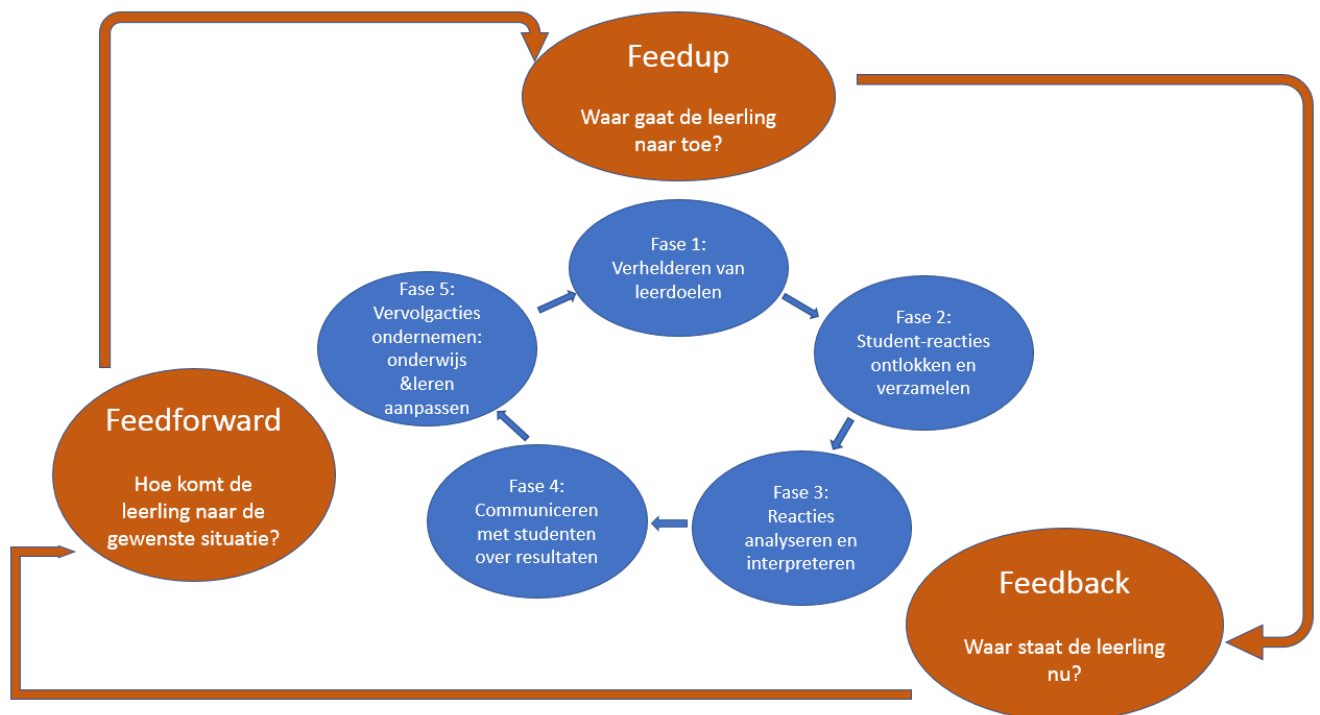 Feedup
Waar gaat de leerling
naar toe?
Fase 1:
Verhelderen van
leerdoelen
Fase 2:
Student-reacties
ontlokken en
verzamelen
Fase 3:
Reacties
analyseren en
interpreteren
Fase 4:
Communiceren
met studenten
over resultaten
Fase 5:
Vervolgacties
ondernemen:
onderwijs
&leren
aanpassen
Feedback
Waar staat de leerling
nu?
Feedforward
Hoe komt de
leerling naar de
gewenste situatie?